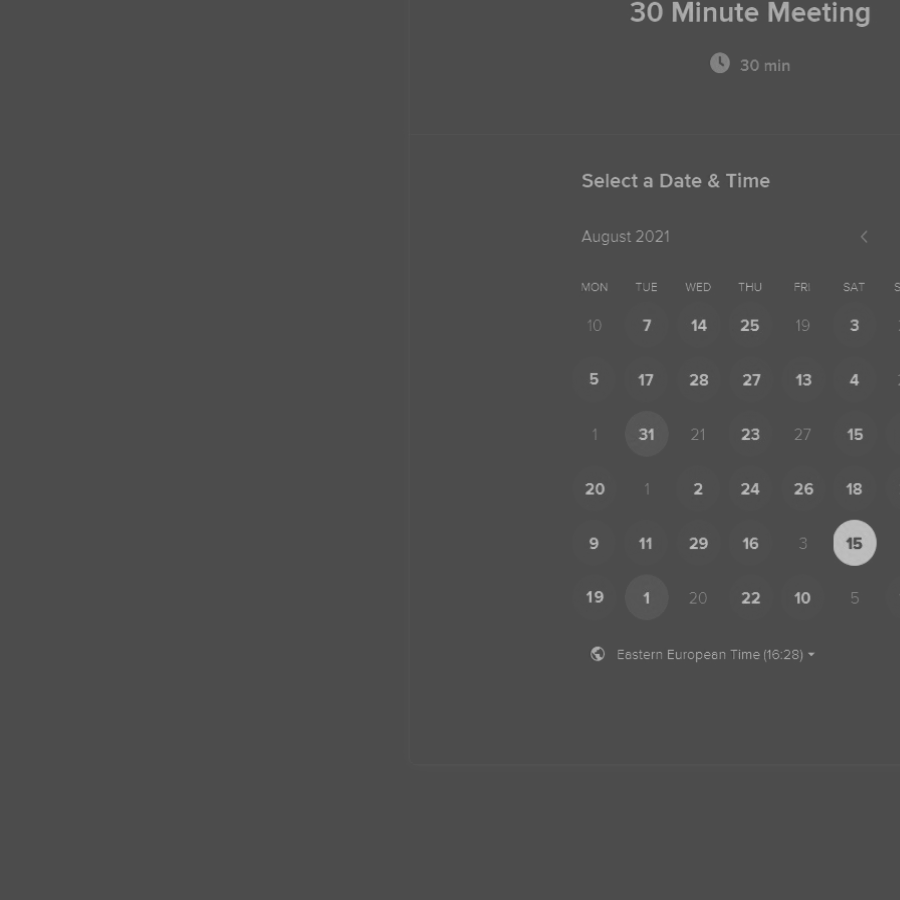 30 Minute Meeting
30 min
Select a Date & Time
August 2021
MON TUE WED THU FRI SAT
10 7 14 25 19 3
5 17 28 27 13 4
1 31 21 23 27 15
20 1 2 24 26 18
9 11 29 16 3 15
19 1 20 22 10 5
Eastern European Time (16:28)